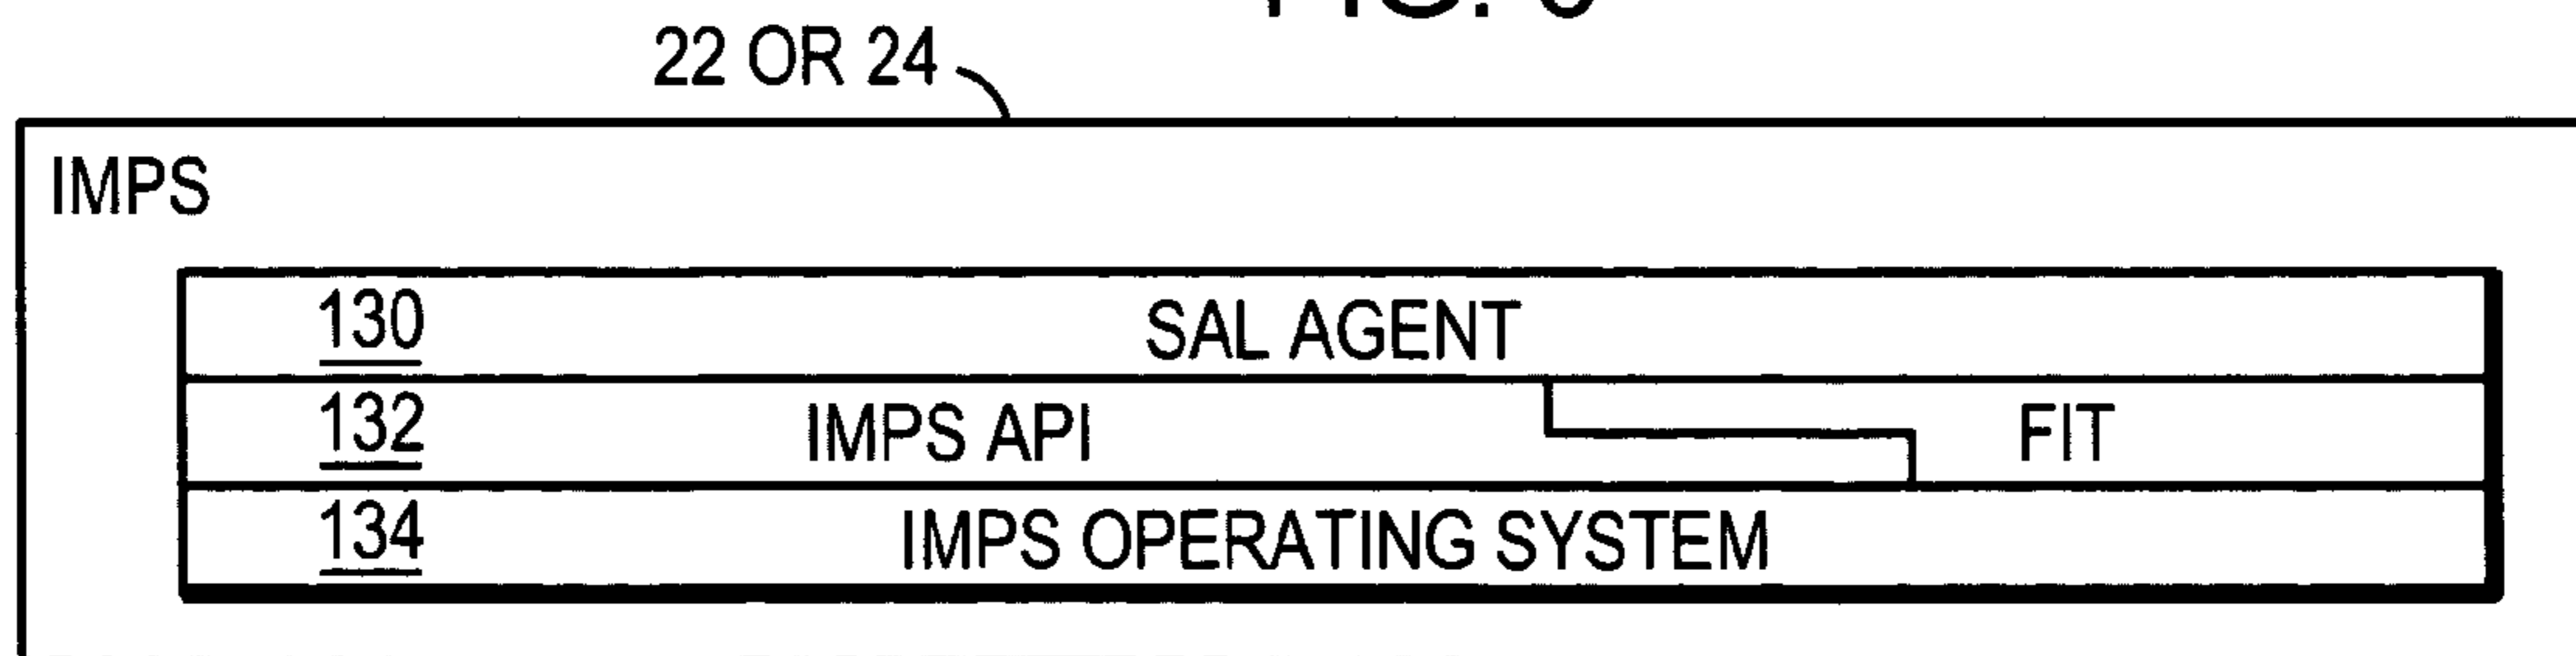 22 OR 24
IMPS
130 SAL AGENT
132 IMPS API FIT
134 IMPS OPERATING SYSTEM